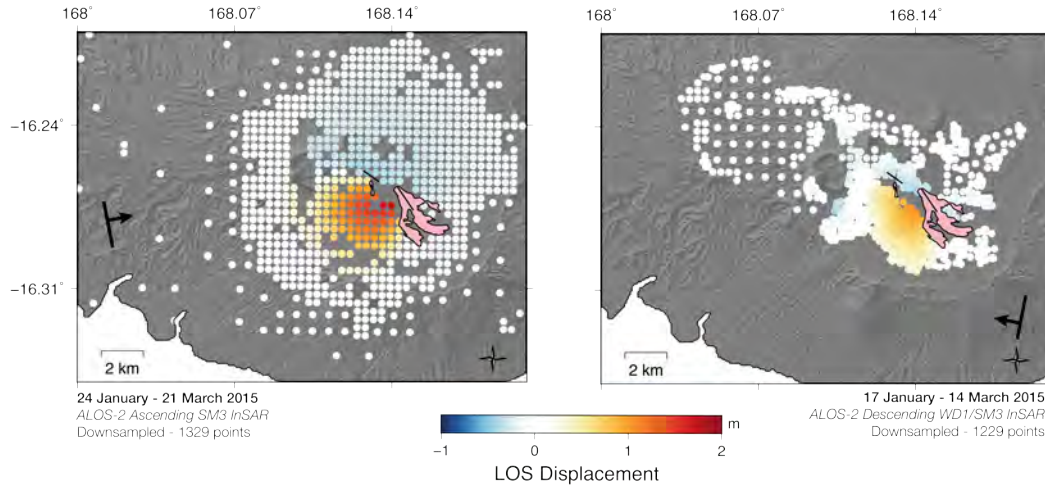 168° 168.07° 168.14° 168° 168.07° 168.14°
−16.24°
−16.31°
2 km 2 km
24 January - 21 March 2015
ALOS-2 Ascending SM3 InSAR
Downsampled - 1329 points
17 January - 14 March 2015
ALOS-2 Descending WD1/SM3 InSAR
Downsampled - 1229 points
m
−1 0 1 2
LOS Displacement